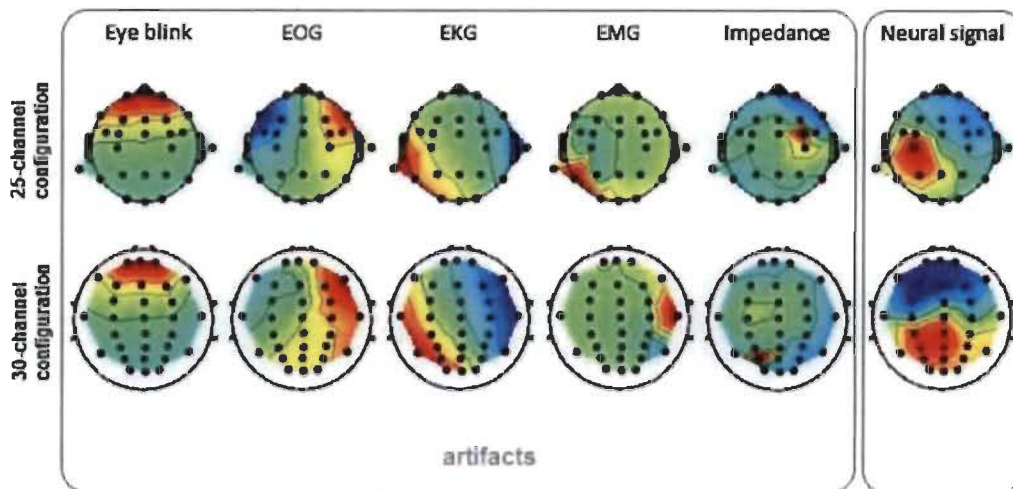 Eye blink EOG EKG EMG Impedance Neural signal
25-channel
configuration
30-channel
configuration
artifacts